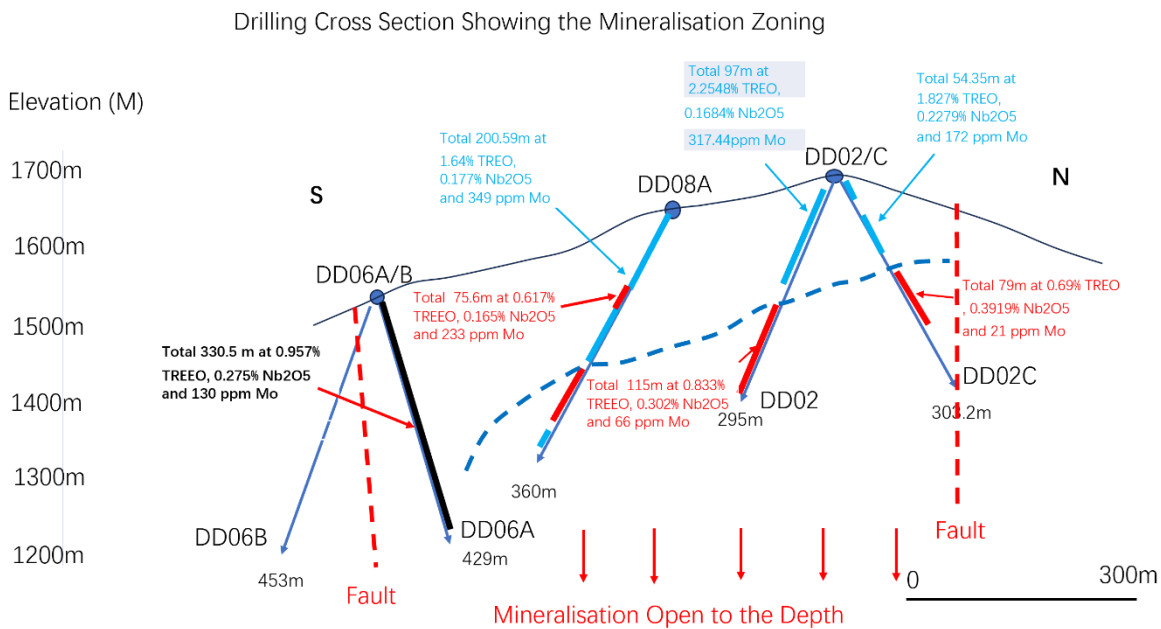 Drilling Cross Section Showing the Mineralisation Zoning
Elevation (M)
1700m
1600m
1500m
1400m
1300m
1200m
S
N
Total 97m at
2.2548% TREO,
0.1684% Nb2O5
317.44ppm Mo
Total 54.35m at
1.827% TREO,
0.2279% Nb2O5
and 172 ppm Mo
Total 200.59m at
1.64% TREO,
0.177% Nb2O5
and 349 ppm Mo
DD02/C
DD08A
DD06A/B
Total 75.6m at 0.617%
TREEO, 0.165% Nb2O5
and 233 ppm Mo
Total 79m at 0.69% TREO
, 0.3919% Nb2O5
and 21 ppm Mo
Total 330.5 m at 0.957%
TREEO, 0.275% Nb2O5
and 130 ppm Mo
Total 115m at 0.833%
TREEO, 0.302% Nb2O5
and 66 ppm Mo
DD02
295m
DD02C
303.2m
360m
DD06B
453m
DD06A
429m
Fault
Fault
0
300m
Mineralisation Open to the Depth